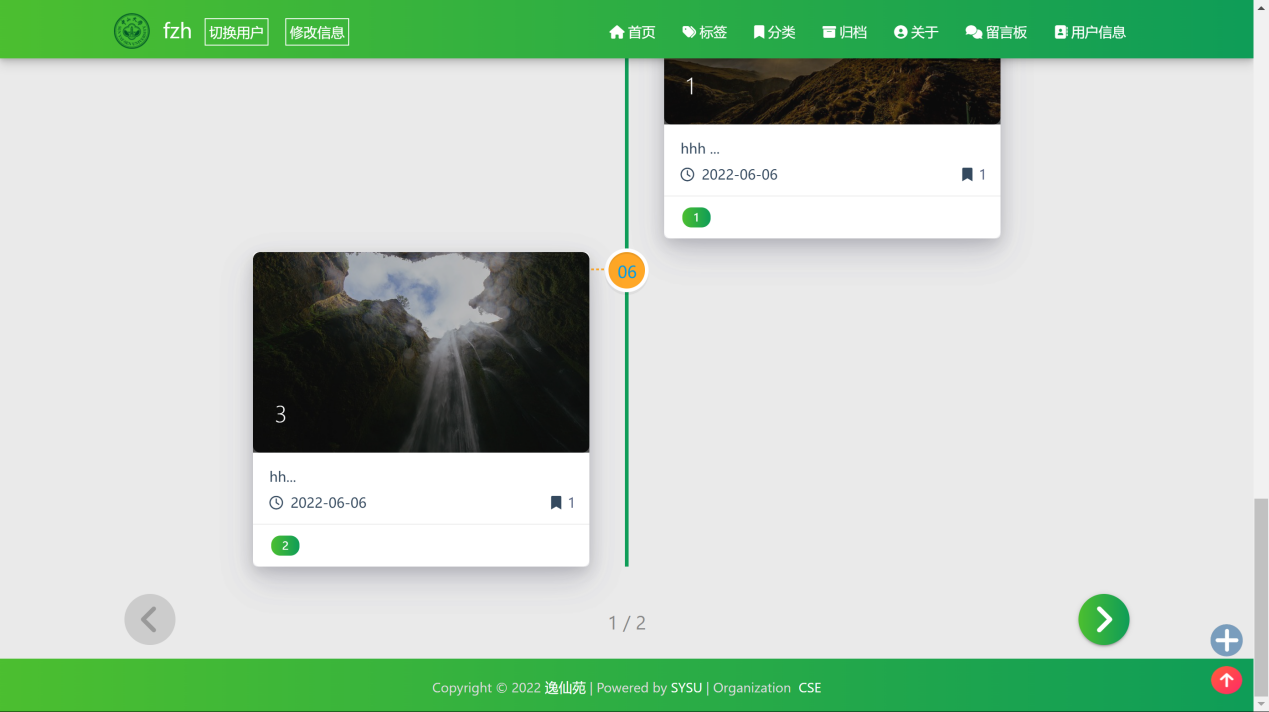 fzh 切换用户 修改信息 首页 标签 分类 归档 关于 留言板 用户信息
1
hhh ...
2022-06-06 1
1
06
3
hh...
2022-06-06 1
2
1 / 2
Copyright © 2022 逸仙苑 | Powered by SYSU | Organization CSE